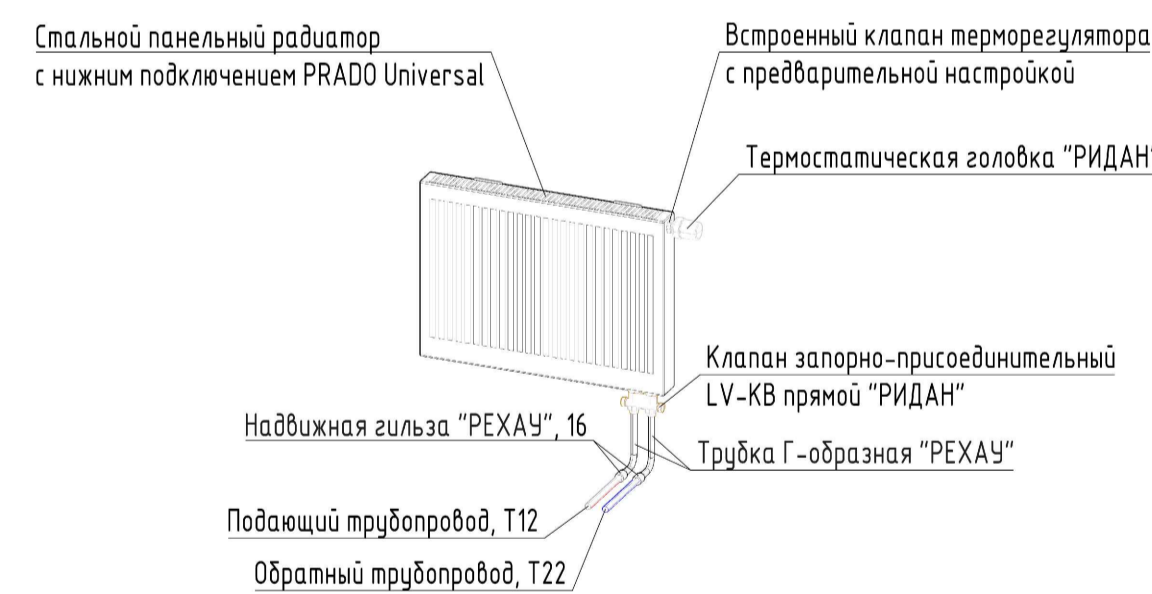 Стальной панельный радиатор
с нижним подключением PRADO Universal
Встроенный клапан терморегулятора
с предварительной настройкой
Термостатическая головка "РИДАН"
Клапан запорно-присоединительный
LV-КВ прямой "РИДАН"
Надвижная гильза "РЕХАУ", 16
Трубка Г-образная "РЕХАУ"
Подающий трубопровод, Т12
Обратный трубопровод, Т22